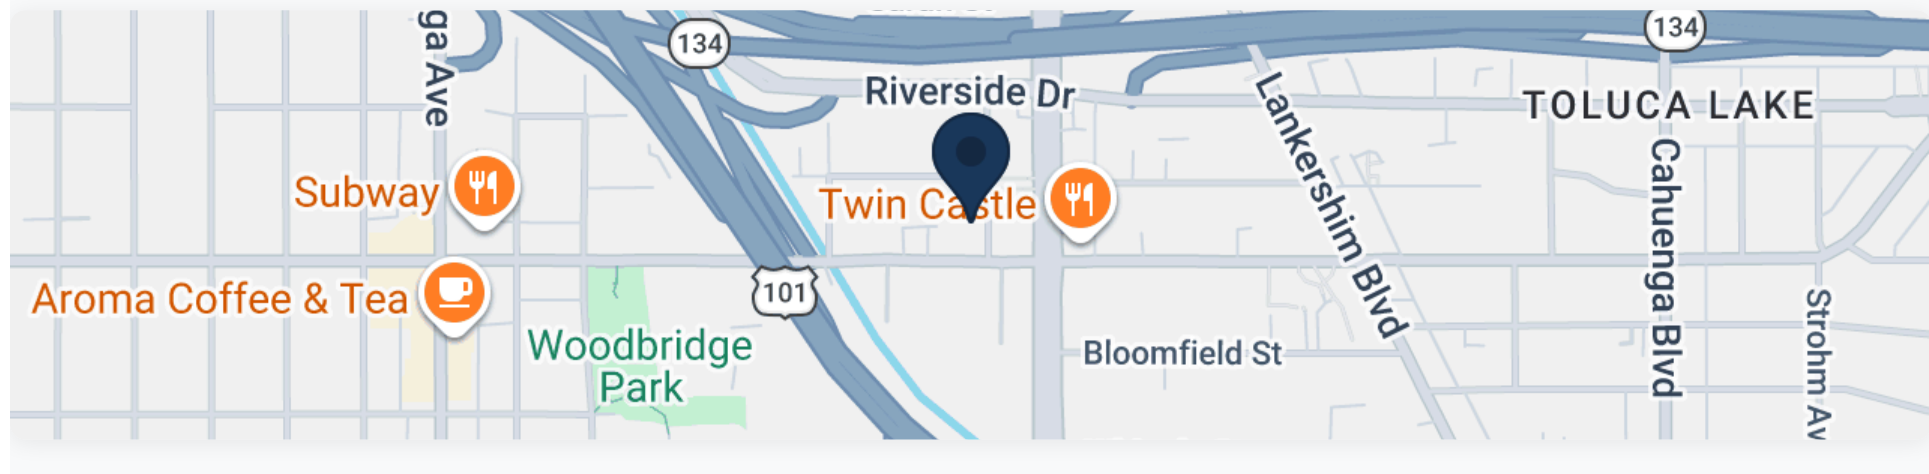 ga Ave
134
134
Riverside Dr
TOLUCA LAKE
Lankershim Blvd
Cahuenga Blvd
Subway
Twin Castle
Aroma Coffee & Tea
101
Woodbridge
Park
Bloomfield St
Strohm Av